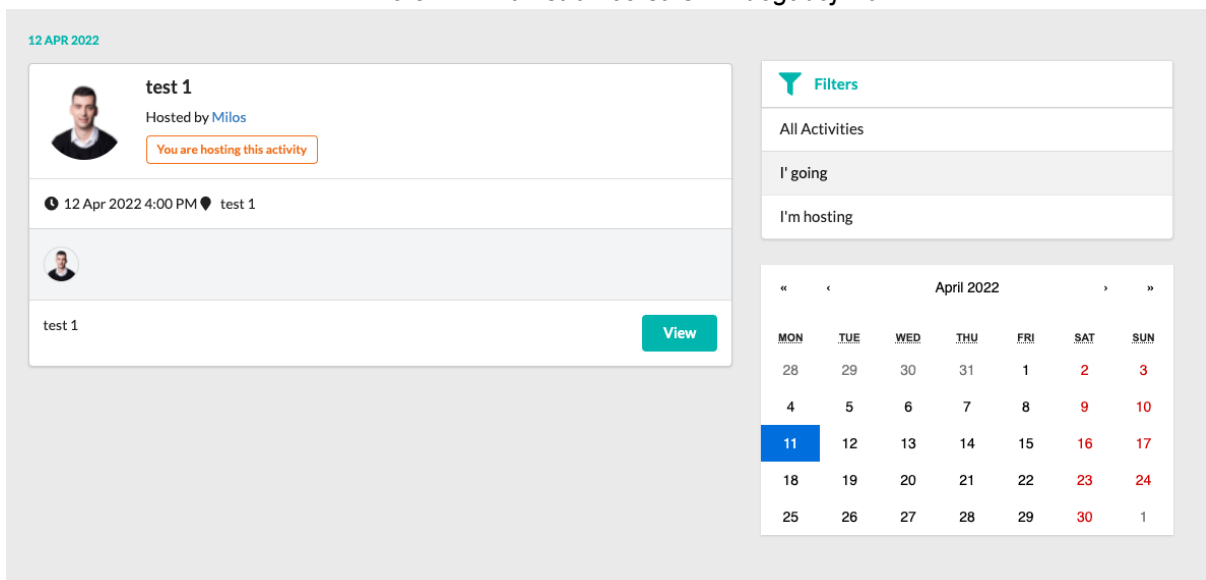 12 APR 2022
test 1
Hosted by Milos
You are hosting this activity
12 Apr 2022 4:00 PM test 1
test 1
View
Filters
All Activities
I' going
I'm hosting
« ‹ April 2022 › »
MON TUE WED THU FRI SAT SUN
28 29 30 31 1 2 3
4 5 6 7 8 9 10
11 12 13 14 15 16 17
18 19 20 21 22 23 24
25 26 27 28 29 30 1